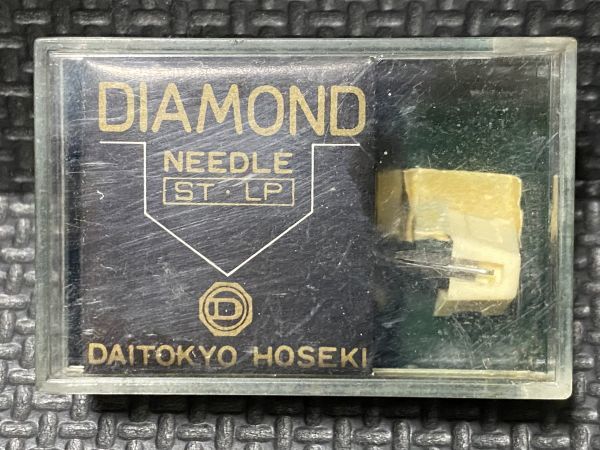 DIAMOND
NEEDLE
ST・LP
D
DAITOKYO HOSEKI